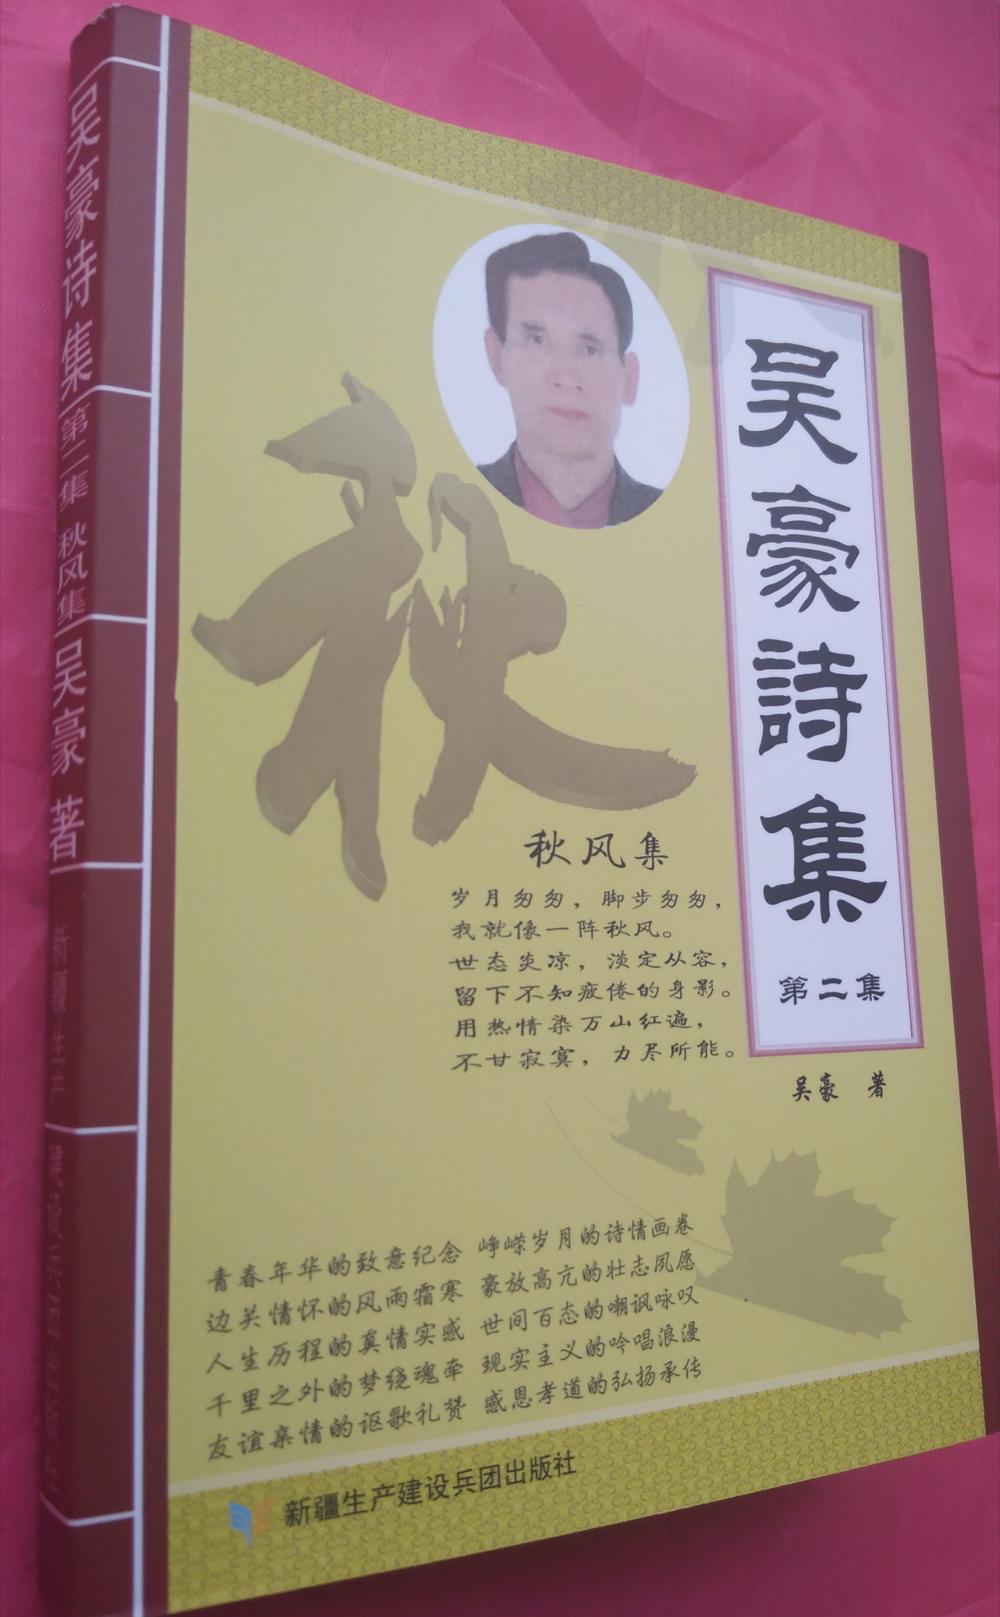 吴豪詩集
第二集
吴豪 著
秋
秋风集
岁月匆匆，脚步匆匆，
我就像一阵秋风。
世态炎凉，淡定从容，
留下不知疲倦的身影。
用热情染万山红遍，
不甘寂寞，力尽所能。
青春年华的致意纪念 峥嵘岁月的诗情画卷
边关情怀的风雨霜寒 豪放高亢的壮志夙愿
人生历程的真情实感 世间百态的嘲讽咏叹
千里之外的梦绕魂牵 现实主义的吟唱浪漫
友谊亲情的讴歌礼赞 感恩孝道的弘扬承传
新疆生产建设兵团出版社
吴豪诗集 第二集 秋风集 吴豪 著 新疆生产建设兵团出版社